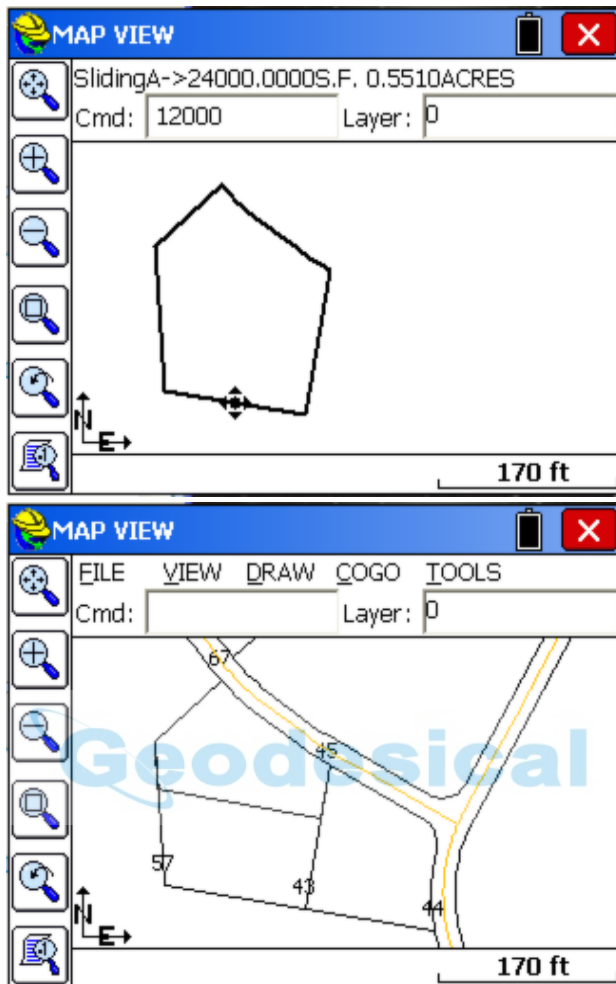 MAP VIEW
SlidingA->24000.0000S.F. 0.5510ACRES
Cmd: 12000 Layer: 0
N
E
170 ft
MAP VIEW
FILE VIEW DRAW COGO TOOLS
Cmd: Layer: 0
67
45
Geodesical
57
43
44
N
E
170 ft